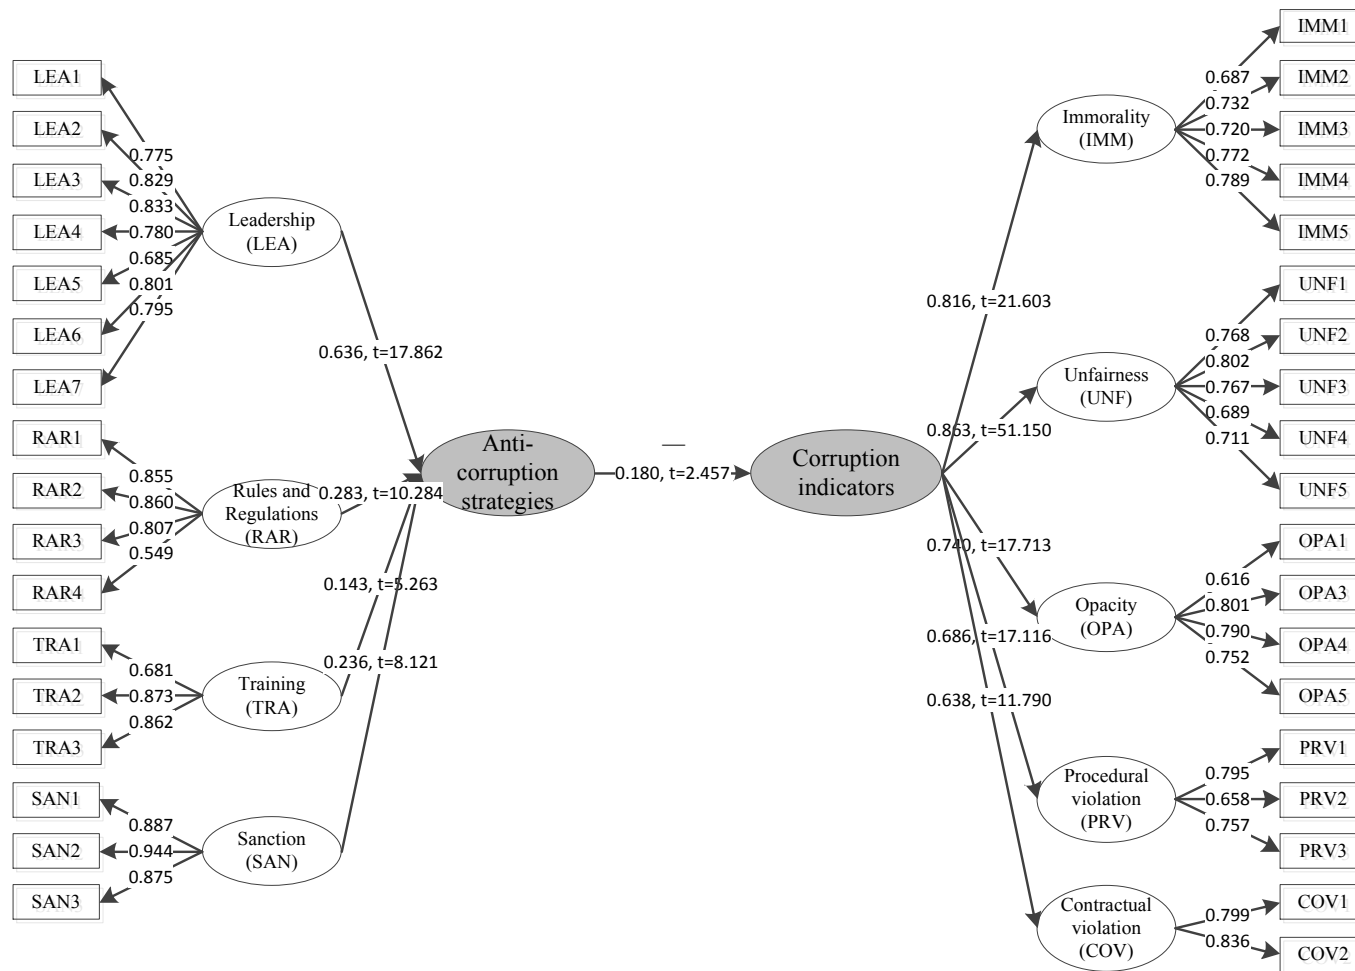 LEA1
LEA2
LEA3
LEA4
LEA5
LEA6
LEA7
0.775
0.829
0.833
0.780
0.685
0.801
0.795
Leadership
(LEA)
RAR1
RAR2
RAR3
RAR4
0.855
0.860
0.807
0.549
Rules and
Regulations
(RAR)
TRA1
TRA2
TRA3
0.681
0.873
0.862
Training
(TRA)
SAN1
SAN2
SAN3
0.887
0.944
0.875
Sanction
(SAN)
0.636, t=17.862
0.283, t=10.284
0.143, t=5.263
0.236, t=8.121
Anti-
corruption
strategies
—
0.180, t=2.457
Corruption
indicators
0.816, t=21.603
0.863, t=51.150
0.740, t=17.713
0.686, t=17.116
0.638, t=11.790
Immorality
(IMM)
0.687
0.732
0.720
0.772
0.789
IMM1
IMM2
IMM3
IMM4
IMM5
Unfairness
(UNF)
0.768
0.802
0.767
0.689
0.711
UNF1
UNF2
UNF3
UNF4
UNF5
Opacity
(OPA)
0.616
0.801
0.790
0.752
OPA1
OPA3
OPA4
OPA5
Procedural
violation
(PRV)
0.795
0.658
0.757
PRV1
PRV2
PRV3
Contractual
violation
(COV)
0.799
0.836
COV1
COV2